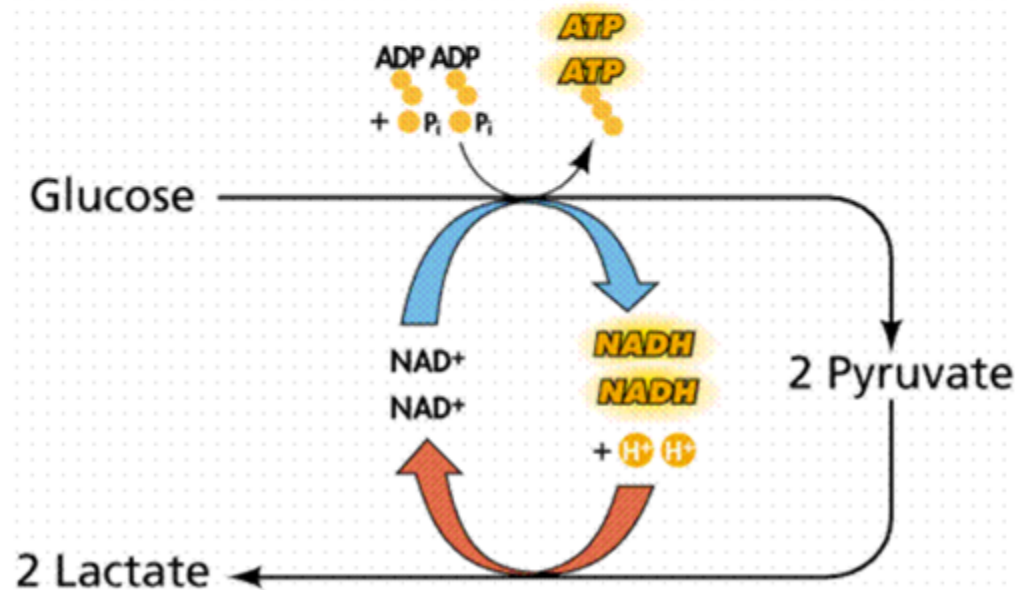 ATP
ATP
ADP ADP
+ Pi Pi
Glucose
NAD+
NAD+
NADH
NADH
+ H+ H+
2 Pyruvate
2 Lactate